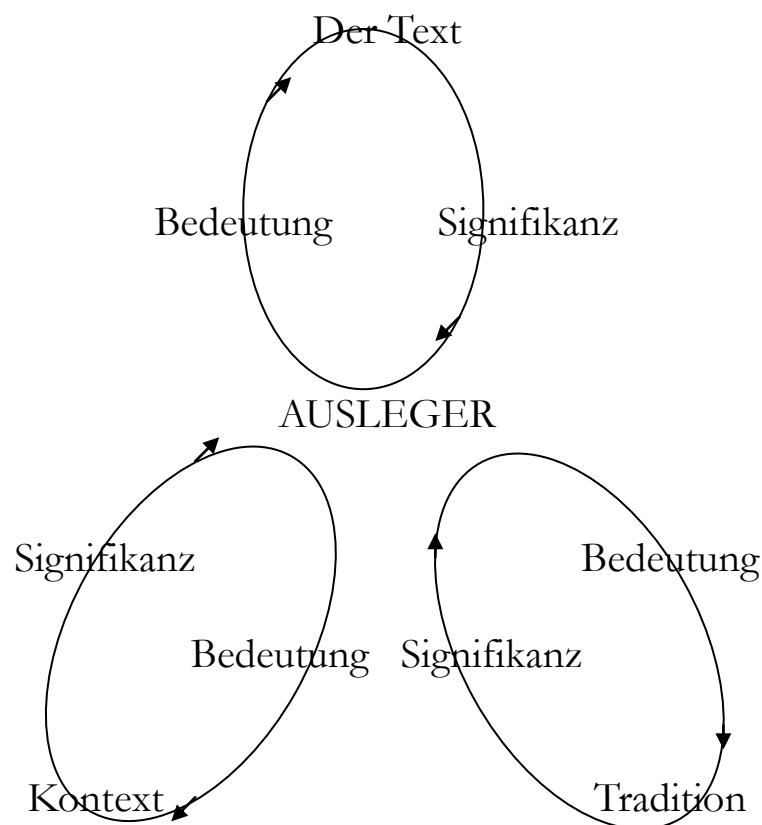 Der Text
Bedeutung Signifikanz
AUSLEGER
Signifikanz Bedeutung
Bedeutung Signifikanz
Kontext Tradition